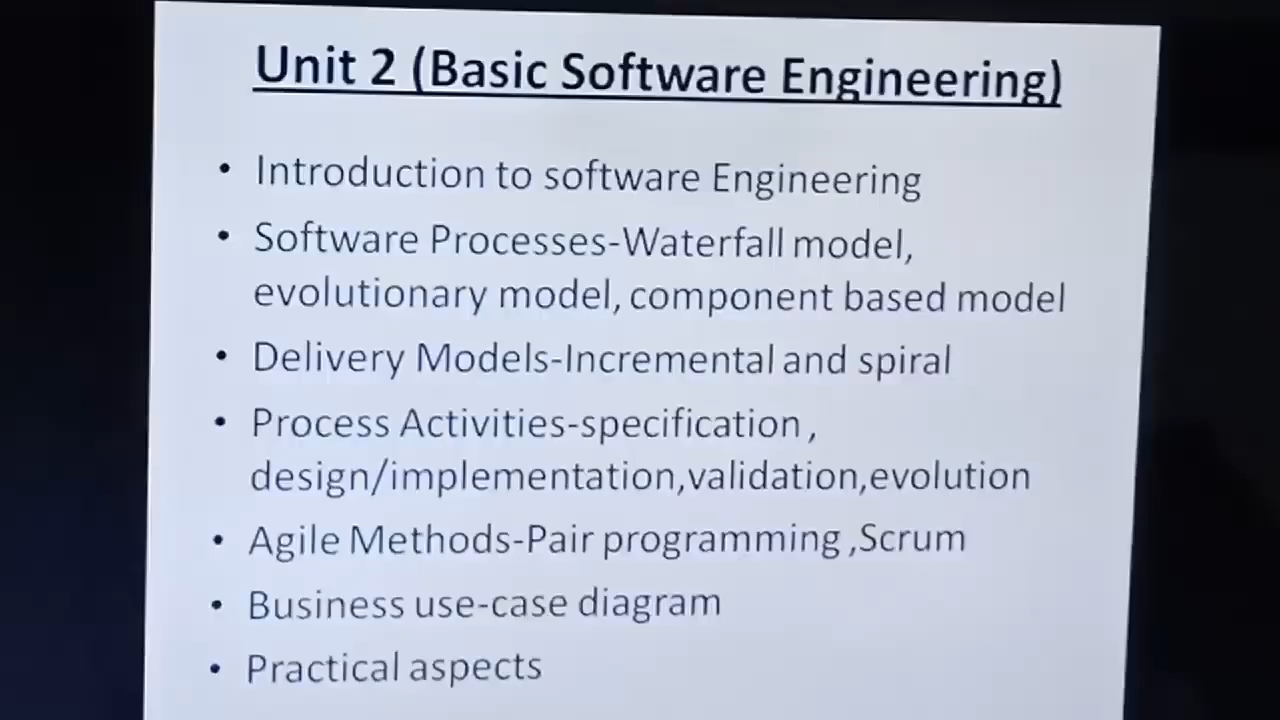 Unit 2 (Basic Software Engineering)
• Introduction to software Engineering
• Software Processes-Waterfall model,
evolutionary model, component based model
• Delivery Models-Incremental and spiral
• Process Activities-specification ,
design/implementation,validation,evolution
• Agile Methods-Pair programming ,Scrum
• Business use-case diagram
• Practical aspects